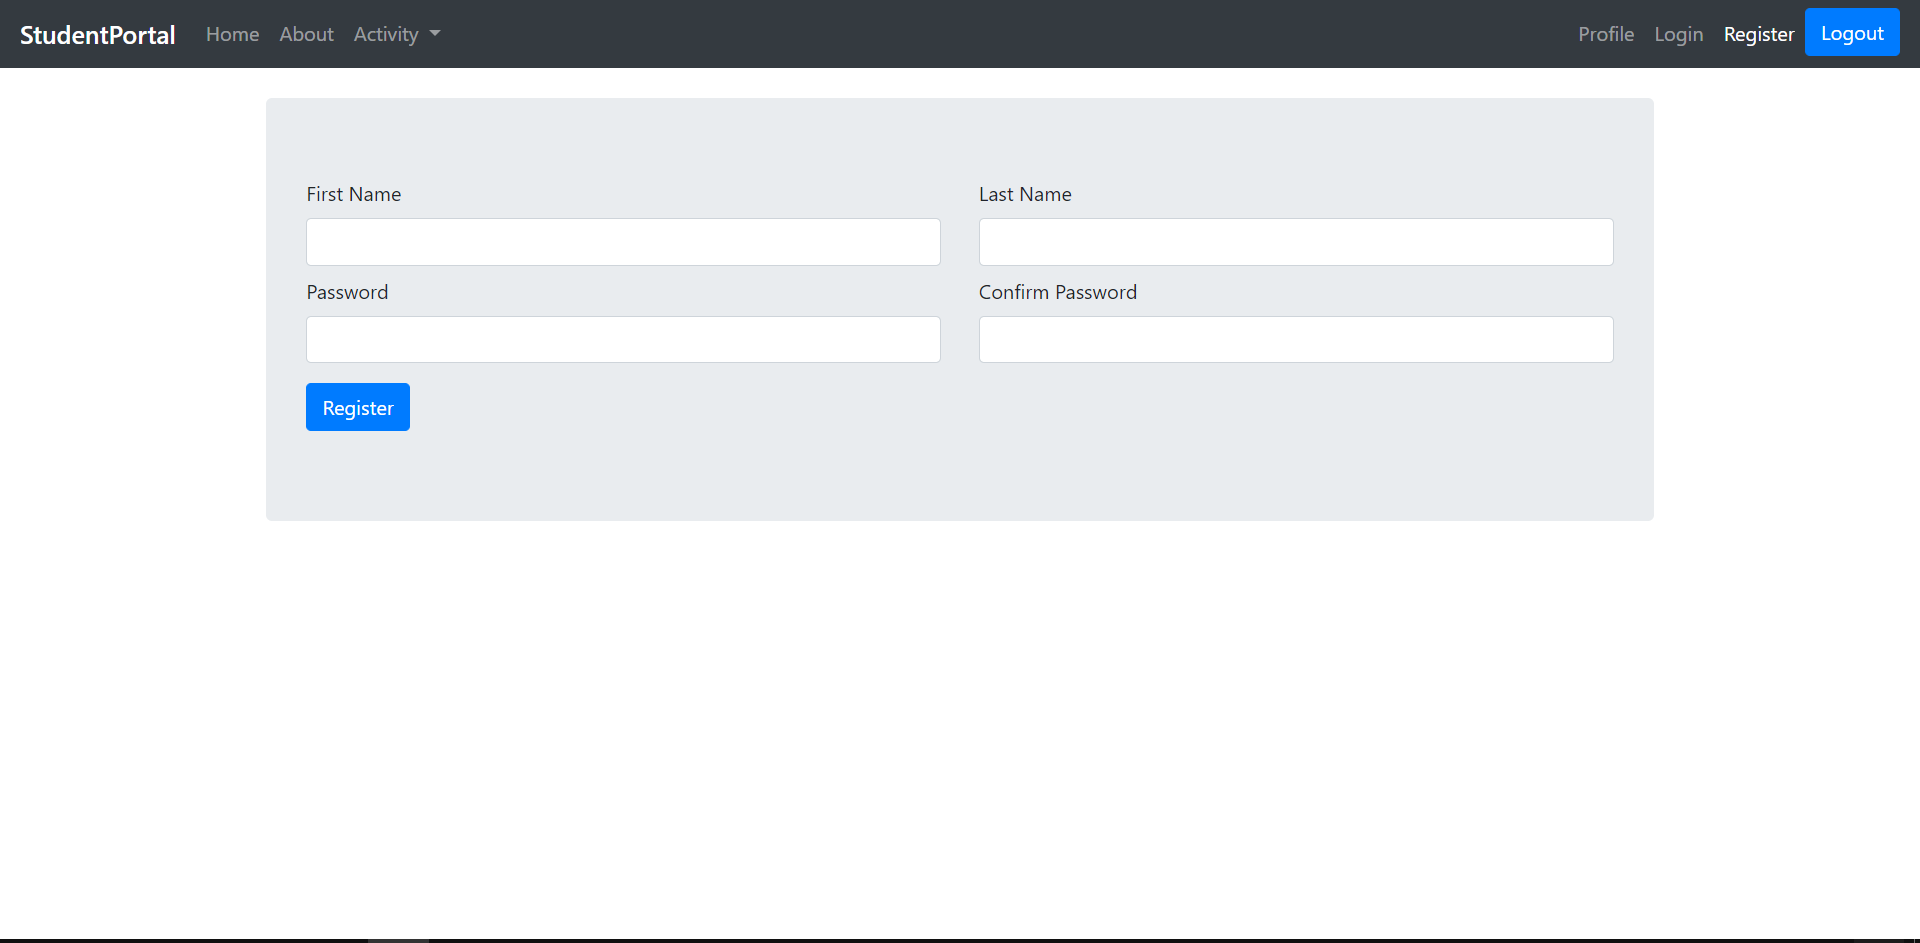 StudentPortal Home About Activity Profile Login Register Logout
First Name Last Name
Password Confirm Password
Register